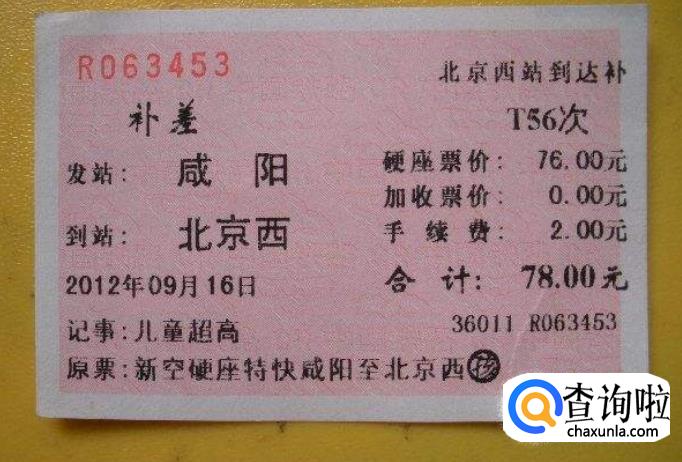 R063453
北京西站到达补
补差
T56次
发站: 咸阳
硬座票价: 76.00元
加收票价: 0.00元
到站: 北京西
手续费: 2.00元
2012年09月16日
合计: 78.00元
记事: 儿童超高
36011 R063453
原票: 新空硬座特快咸阳至北京西 孩
查询啦
chaxunla.com